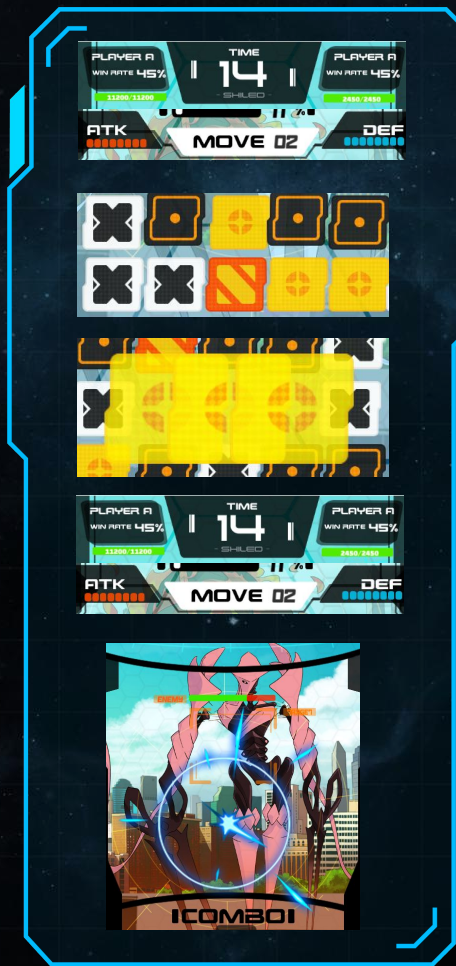 PLAYER A
TIME
PLAYER A
WIN RATE 45%
14
WIN RATE 45%
11200/11200
- SHILED -
2450/2450
ATK
MOVE 02
DEF
PLAYER A
TIME
PLAYER A
WIN RATE 45%
14
WIN RATE 45%
11200/11200
- SHILED -
2450/2450
ATK
MOVE 02
DEF
ENEMY
COMBO